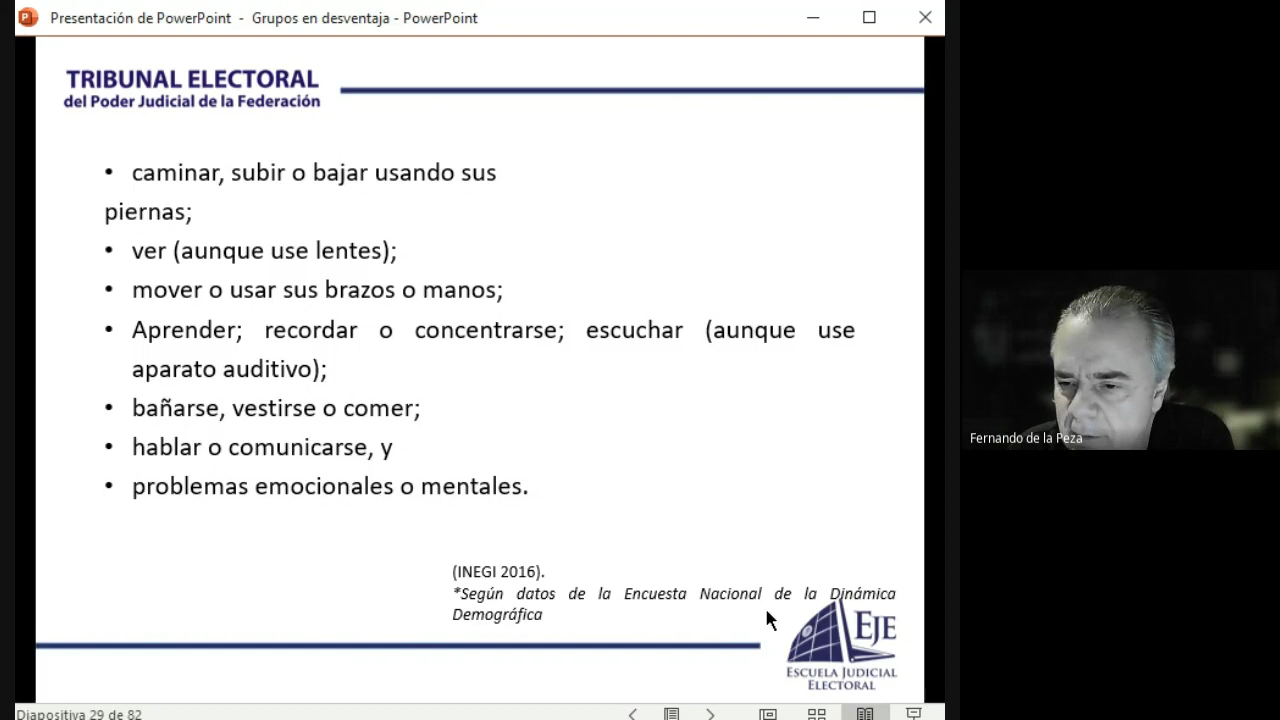 Presentación de PowerPoint - Grupos en desventaja - PowerPoint
TRIBUNAL ELECTORAL
del Poder Judicial de la Federación
• caminar, subir o bajar usando sus
piernas;
• ver (aunque use lentes);
• mover o usar sus brazos o manos;
• Aprender; recordar o concentrarse; escuchar (aunque use
aparato auditivo);
• bañarse, vestirse o comer;
• hablar o comunicarse, y
• problemas emocionales o mentales.
Fernando de la Peza
(INEGI 2016).
*Según datos de la Encuesta Nacional de la Dinámica
Demográfica
EJE
ESCUELA JUDICIAL
ELECTORAL
Diapositiva 29 de 82